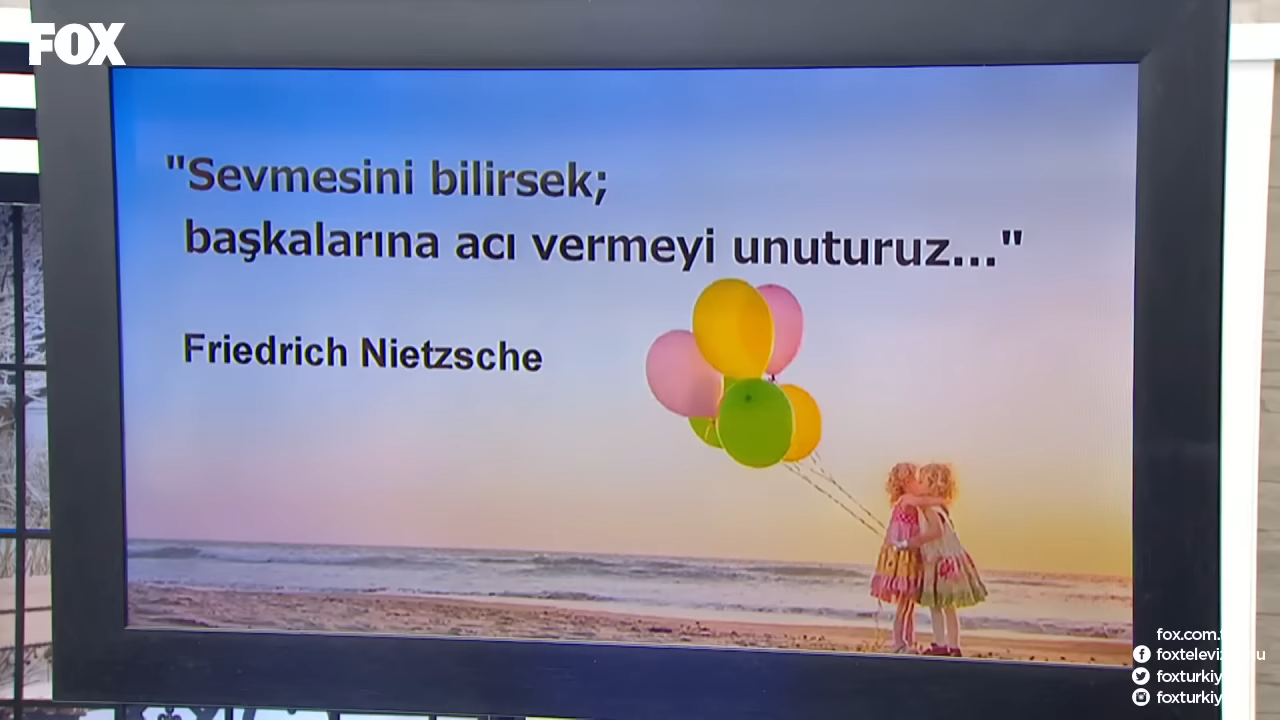 FOX
"Sevmesini bilirsek;
başkalarına acı vermeyi unuturuz..."
Friedrich Nietzsche